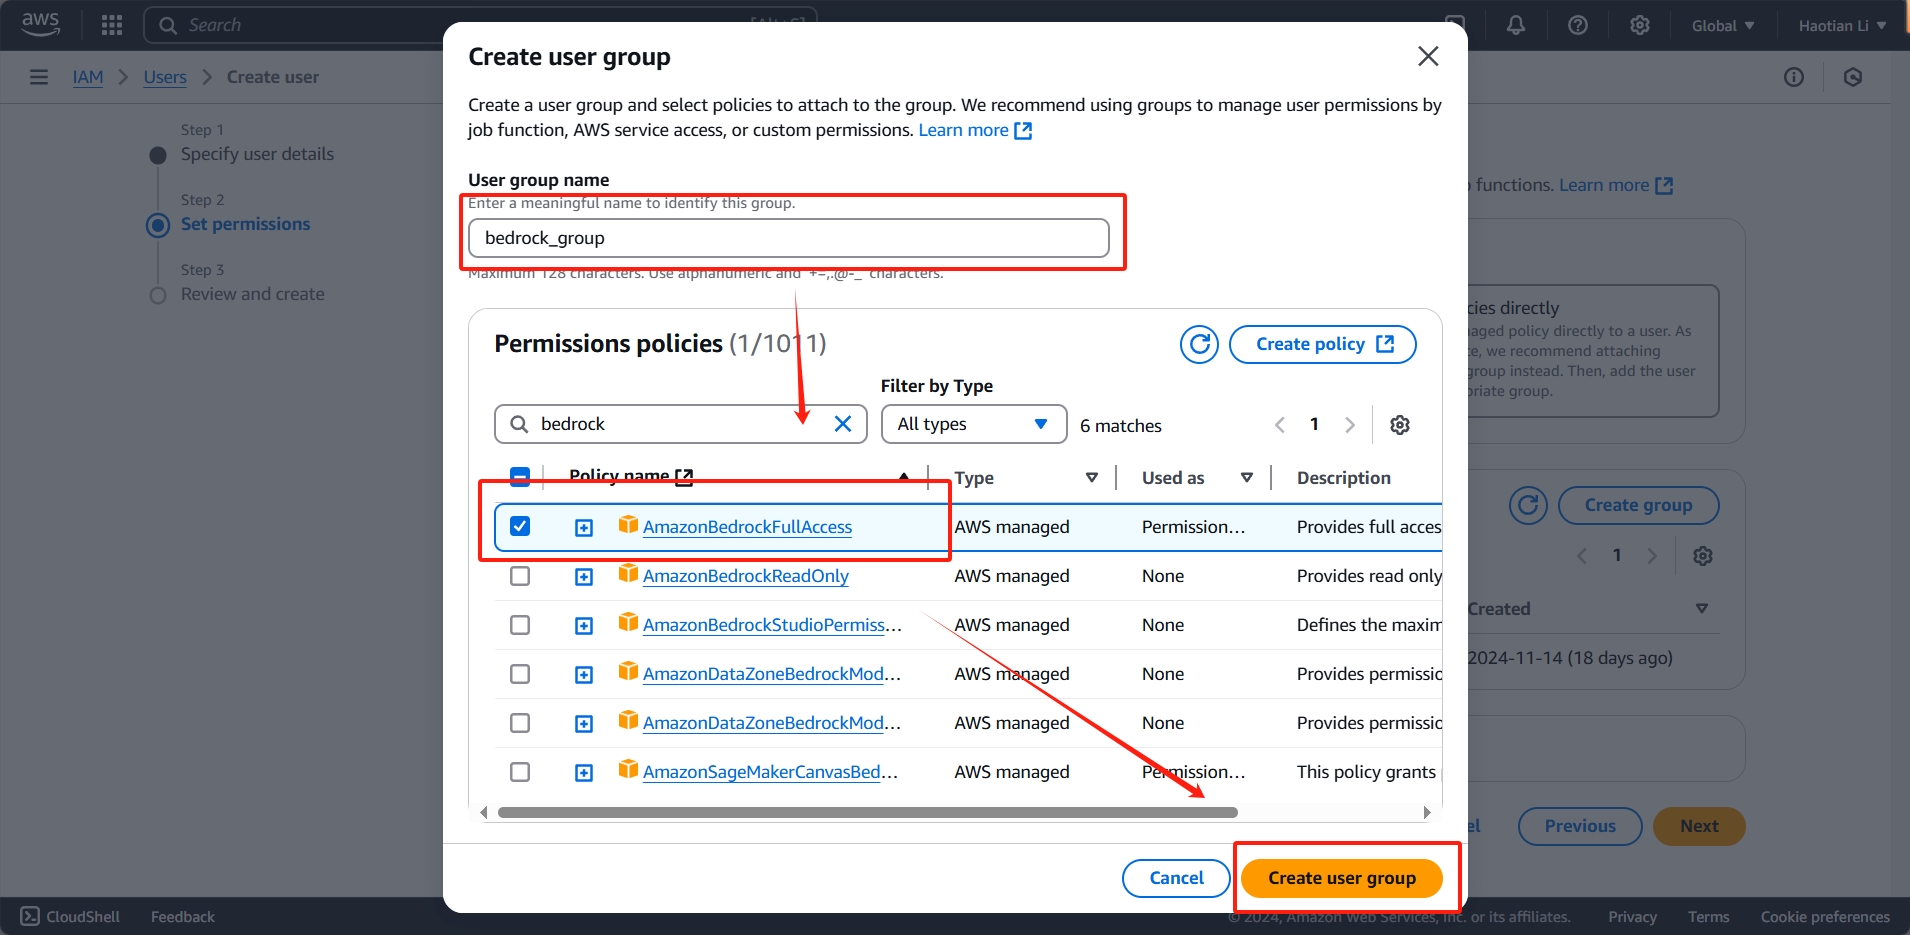 aws
Search
[Alt+S]
Global
Haotian Li
IAM
Users
Create user
Step 1
Specify user details
Step 2
Set permissions
Step 3
Review and create
Create user group
Create a user group and select policies to attach to the group. We recommend using groups to manage user permissions by
job function, AWS service access, or custom permissions. Learn more
User group name
Enter a meaningful name to identify this group.
bedrock_group
Maximum 128 characters. Use alphanumeric and '+=,.@-_' characters.
Permissions policies (1/1011)
Create policy
Filter by Type
bedrock
All types
6 matches
1
Policy name
Type
Used as
Description
AmazonBedrockFullAccess
AWS managed
Permission...
Provides full acces
AmazonBedrockReadOnly
AWS managed
None
Provides read only
AmazonBedrockStudioPermiss...
AWS managed
None
Defines the maxim
AmazonDataZoneBedrockMod...
AWS managed
None
Provides permissio
AmazonDataZoneBedrockMod...
AWS managed
None
Provides permissio
AmazonSageMakerCanvasBed...
AWS managed
Permission...
This policy grants
Cancel
Create user group
functions. Learn more
cies directly
naged policy directly to a user. As
e, we recommend attaching
group instead. Then, add the user
riate group.
Create group
1
Created
2024-11-14 (18 days ago)
el
Previous
Next
CloudShell
Feedback
© 2024, Amazon Web Services, Inc. or its affiliates.
Privacy
Terms
Cookie preferences